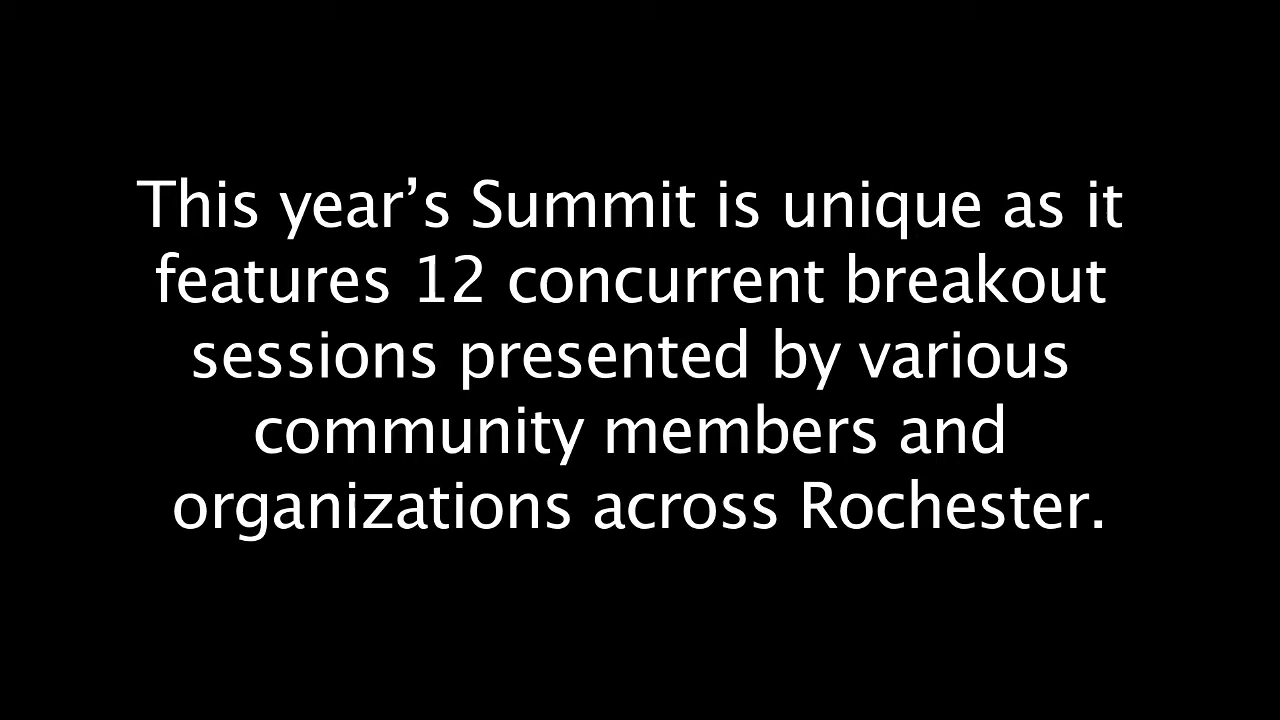 This year’s Summit is unique as it
features 12 concurrent breakout
sessions presented by various
community members and
organizations across Rochester.